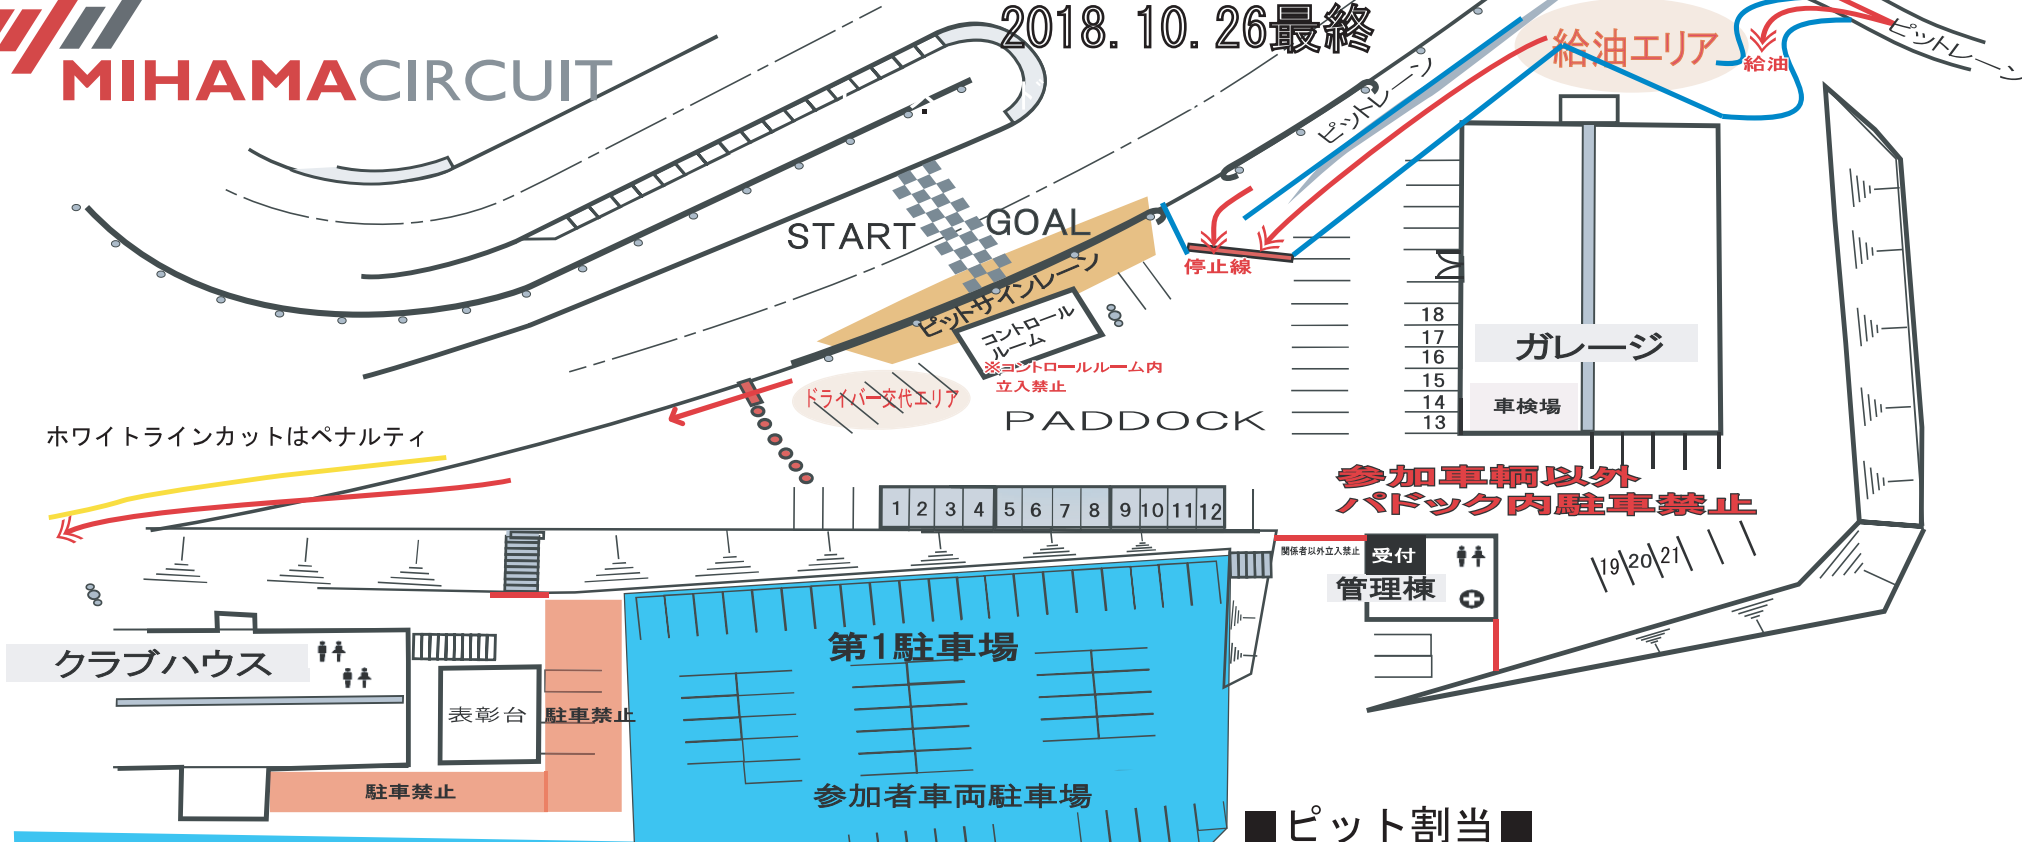 2018.10.26最終
MIHAMACIRCUIT
給油エリア
給油
ピットレーン
ピットレーン
START
GOAL
停止線
ピットサインレーン
コントロール
ルーム
※コントロールルーム内
立入禁止
ドライバー交代エリア
PADDOCK
ホワイトラインカットはペナルティ
18
17
16
15
14
13
ガレージ
車検場
参加車輌以外
パドック内駐車禁止
1 2 3 4 5 6 7 8 9 10 11 12
関係者以外立入禁止
受付
管理棟
19 20 21
クラブハウス
表彰台
駐車禁止
駐車禁止
第1駐車場
参加者車両駐車場
■ピット割当■